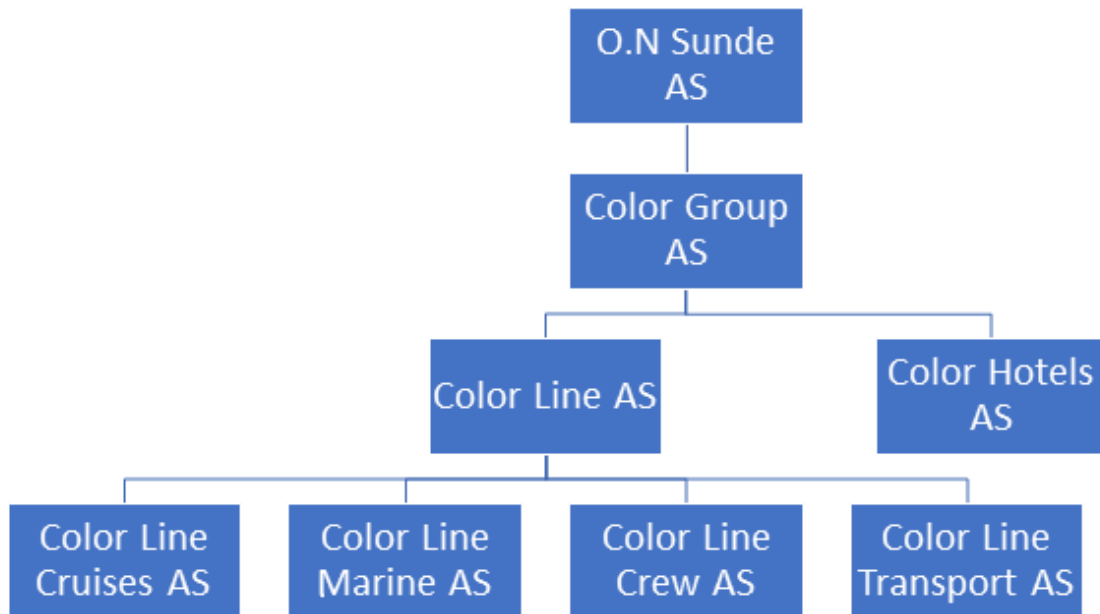 O.N Sunde
AS
Color Group
AS
Color Line AS
Color Hotels
AS
Color Line
Cruises AS
Color Line
Marine AS
Color Line
Crew AS
Color Line
Transport AS